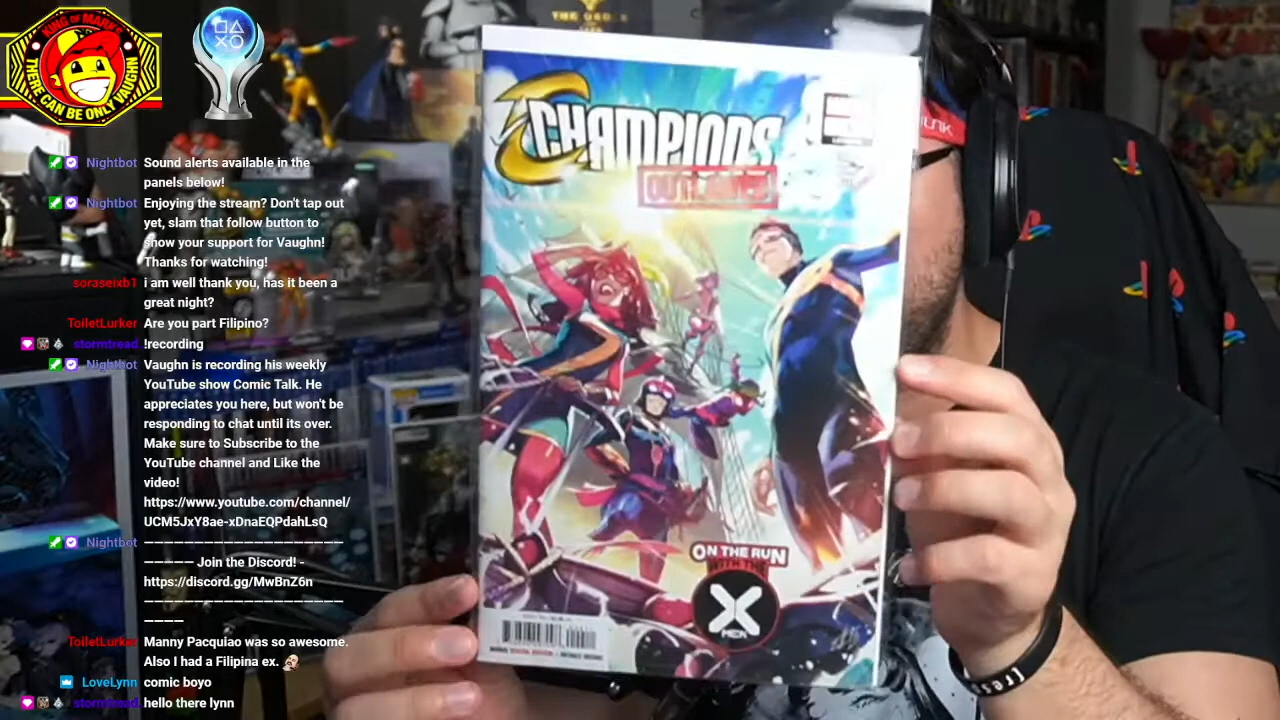 KING OF MARKS
THERE CAN BE ONLY VAUGHN
Nightbot Sound alerts available in the
panels below!
Nightbot Enjoying the stream? Don't tap out
yet, slam that follow button to
show your support for Vaughn!
Thanks for watching!
soraseixb1 i am well thank you, has it been a
great night?
ToiletLurker Are you part Filipino?
stormtread !recording
Nightbot Vaughn is recording his weekly
YouTube show Comic Talk. He
appreciates you here, but won't be
responding to chat until its over.
Make sure to Subscribe to the
YouTube channel and Like the
video!
https://www.youtube.com/channel/
UCM5JxY8ae-xDnaEQPdahLsQ
Nightbot ————————————————————
————— Join the Discord! -
https://discord.gg/MwBnZ6n
————————————————————
————
ToiletLurker Manny Pacquiao was so awesome.
Also I had a Filipina ex.
LoveLynn comic boyo
stormtread hello there lynn
CHAMPIONS
OUTLAWED
ON THE RUN
WITH THE
X
MEN